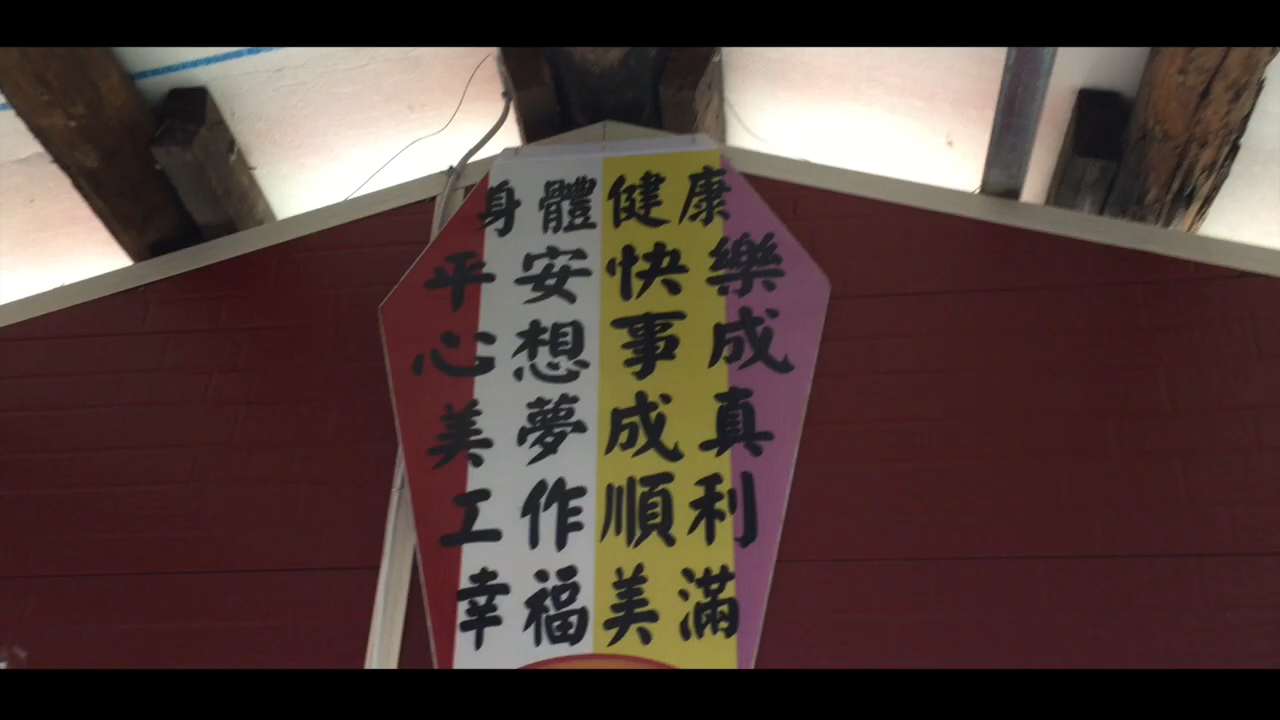 身體健康
平安快樂
心想事成
美夢成真
工作順利
幸福美滿